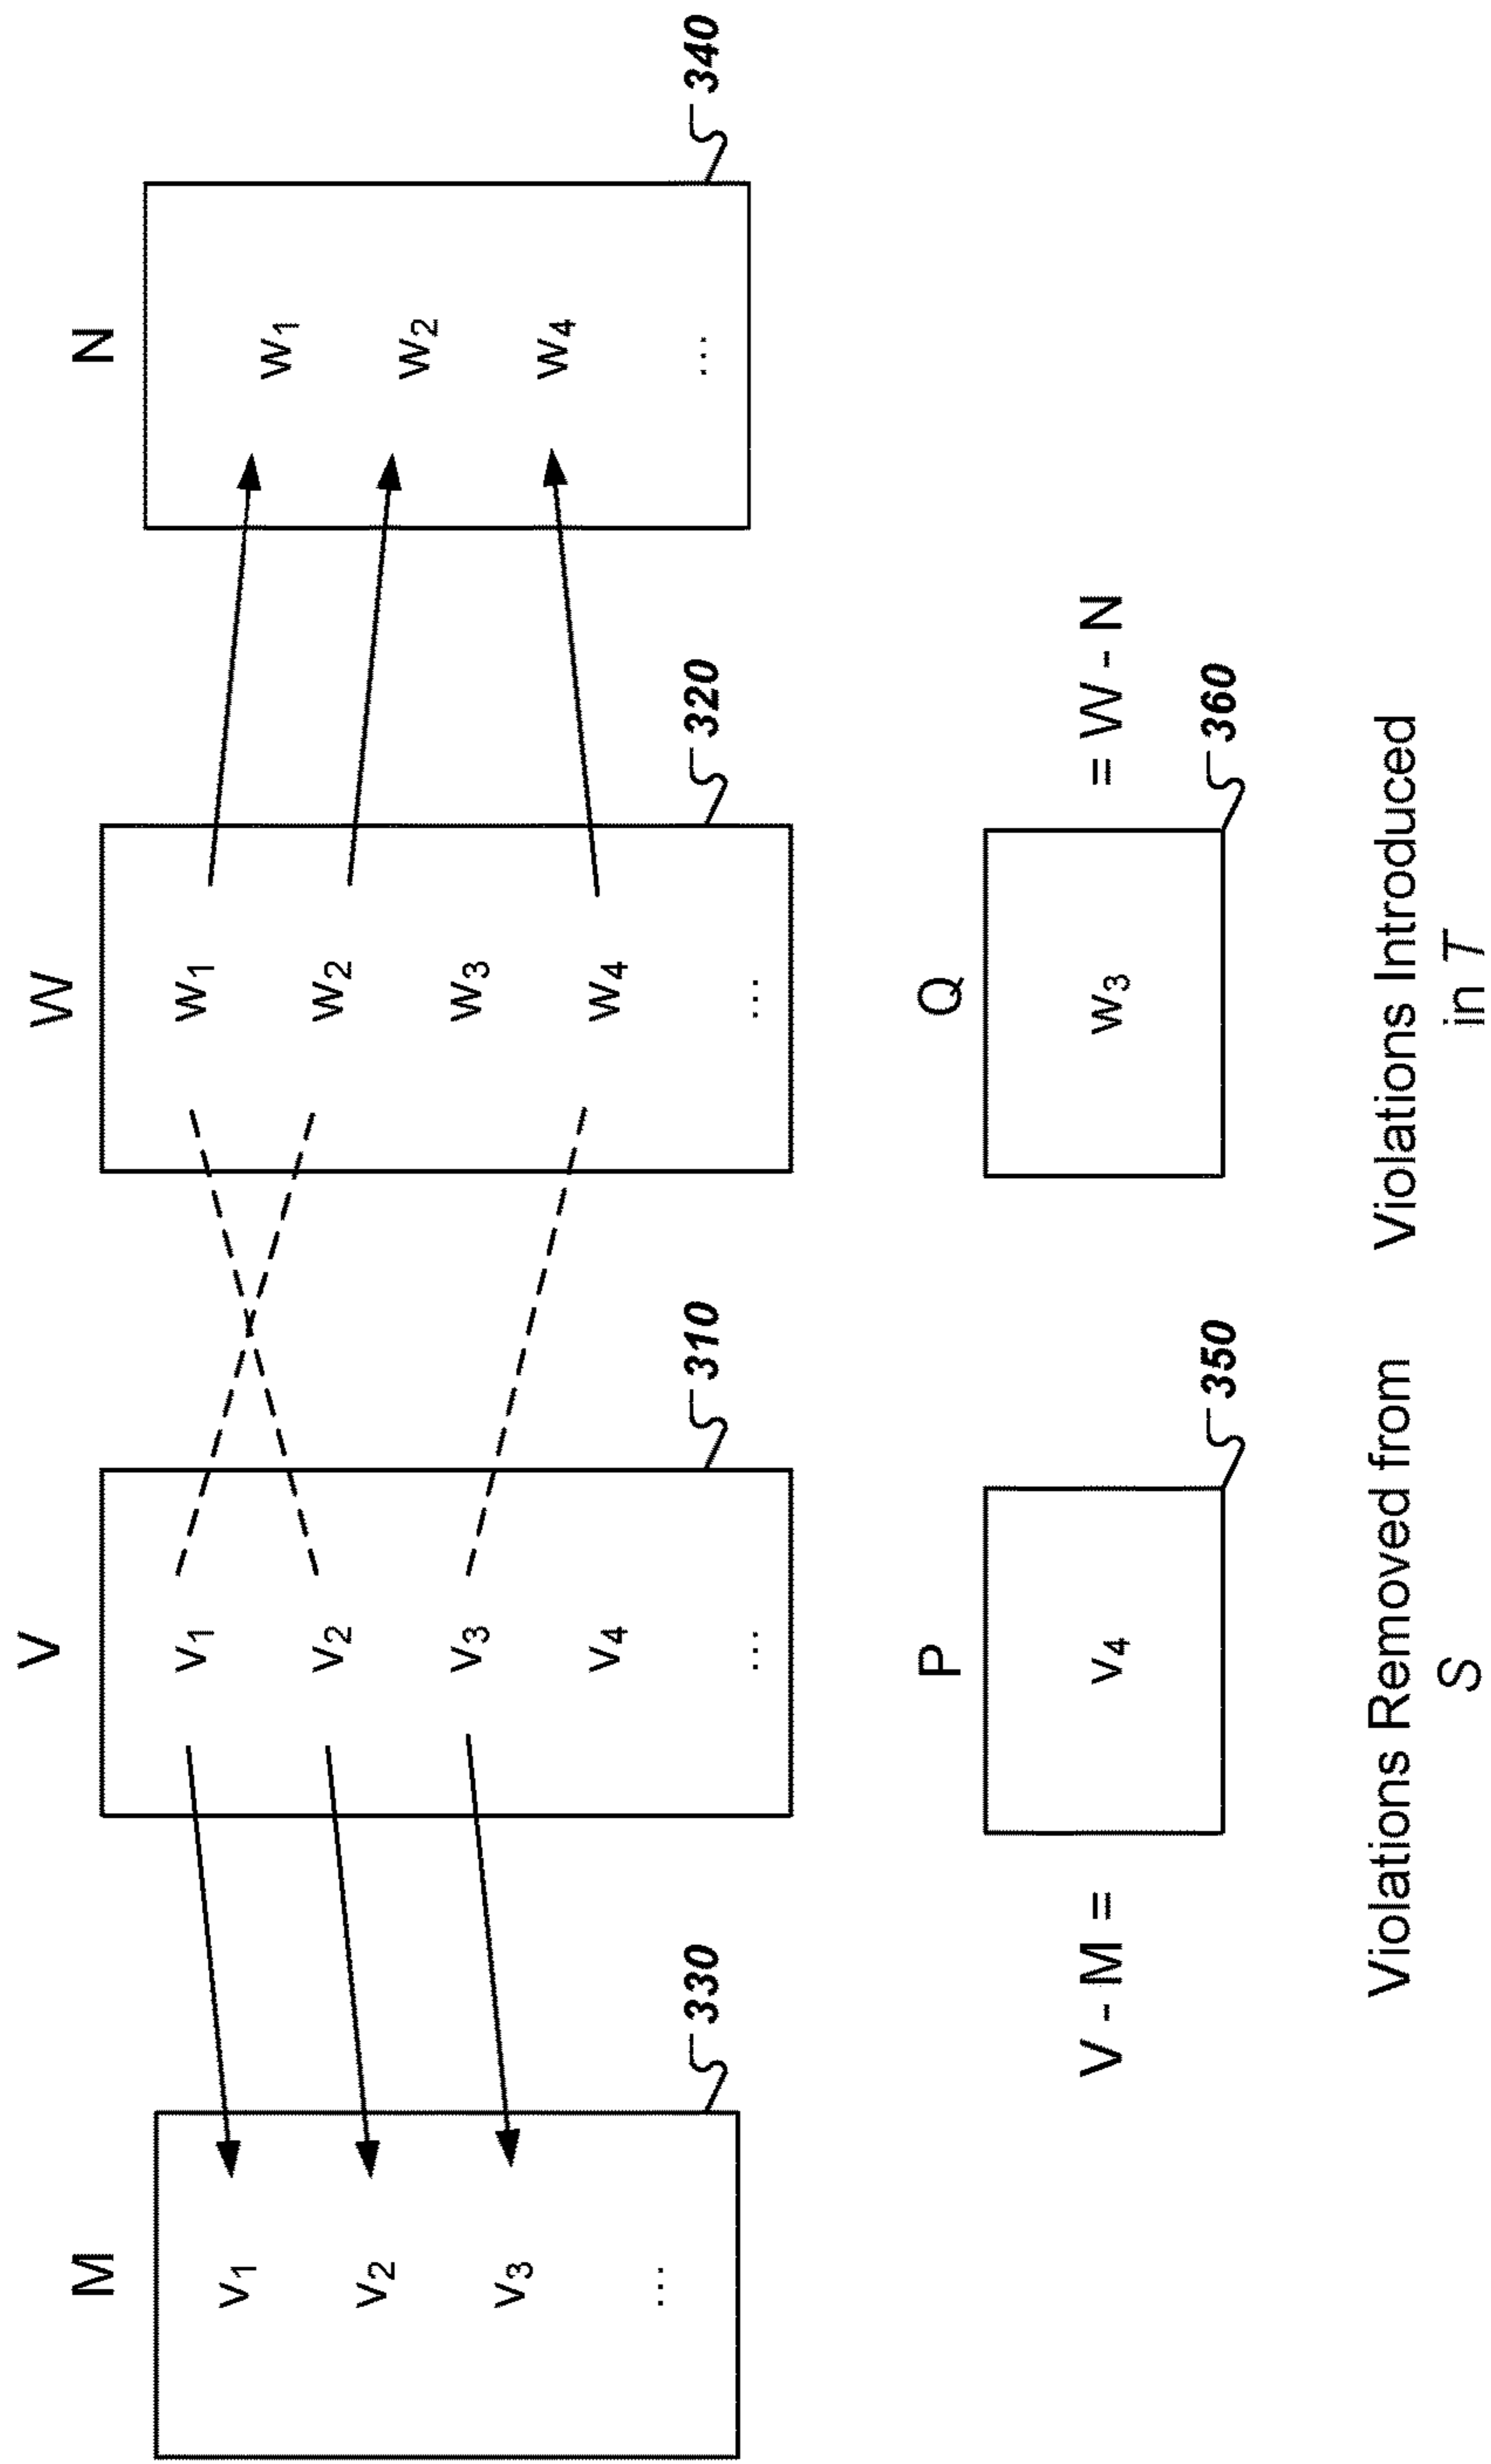 M
V
W
N
v1
v2
v3
...
v1
v2
v3
v4
...
w1
w2
w3
w4
...
w1
w2
w4
...
330
310
320
340
P
Q
V - M =
v4
w3
= W - N
350
360
Violations Removed from
S
Violations Introduced
in T